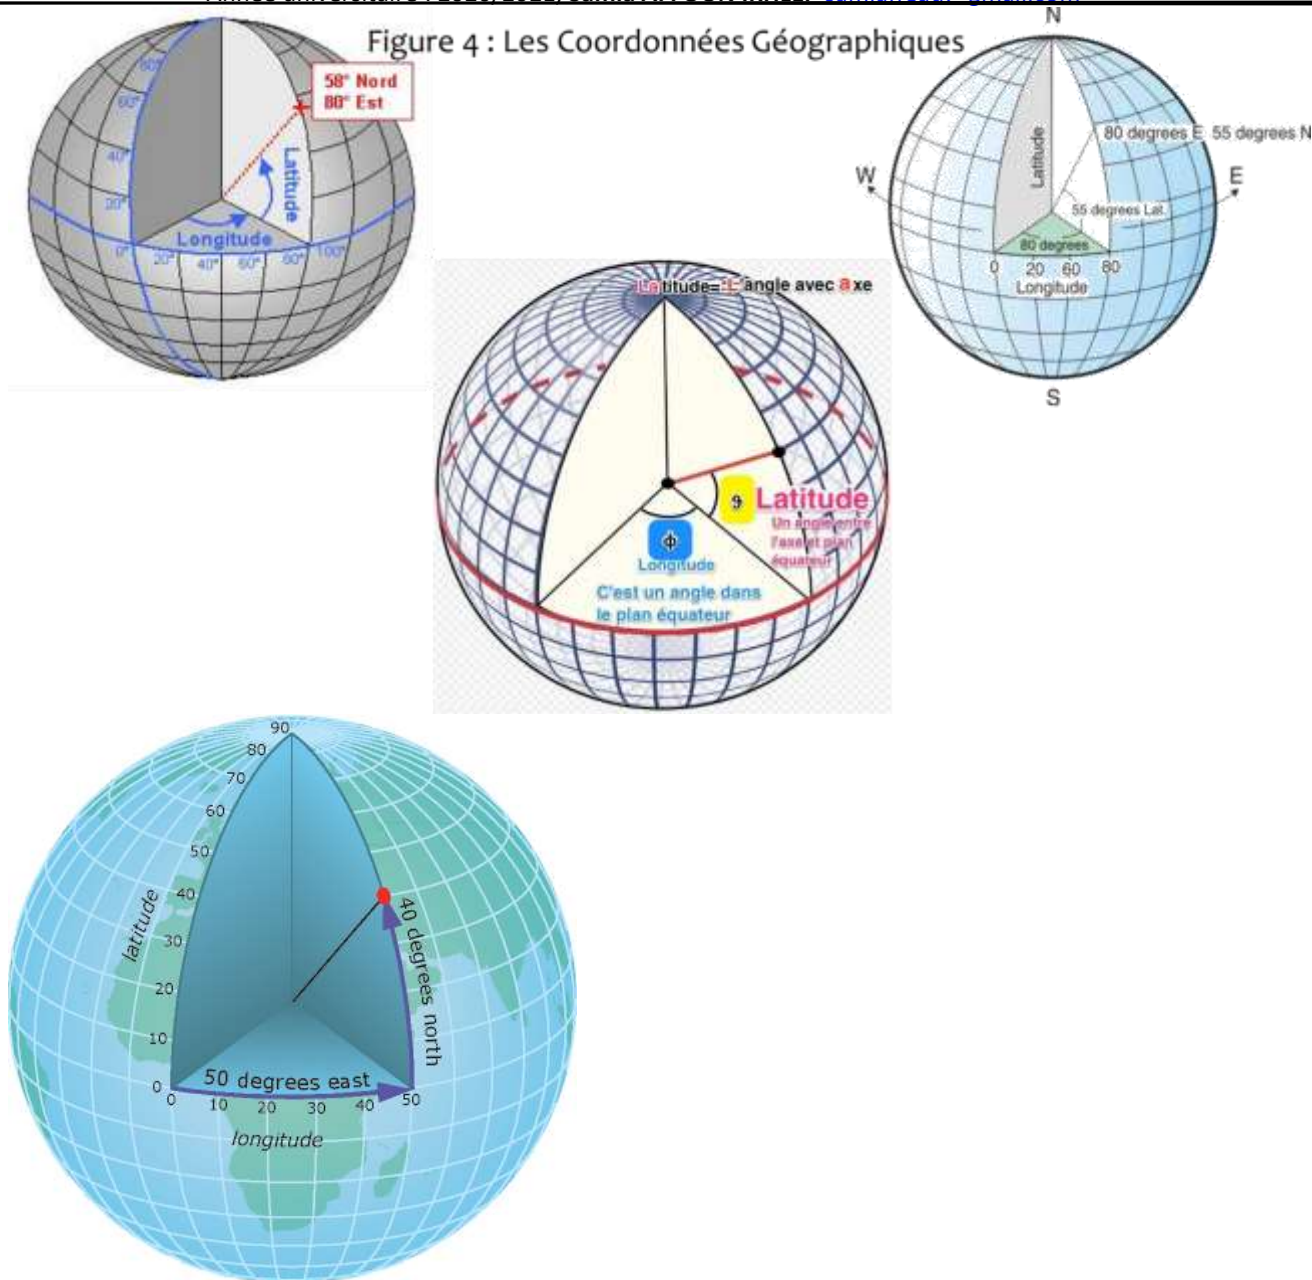 N
Figure 4 : Les Coordonnées Géographiques
58° Nord
80° Est
80°
60°
40°
20°
0°
20°
40°
60°
80°
100°
Latitude
Longitude
W
E
S
Latitude
80 degrees E 55 degrees N
55 degrees Lat.
80 degrees
0 20 60 80
Longitude
Latitude=:L'angle avec axe
ϕ
Latitude
Un angle entre
l'axe et plan
équateur
Longitude
C'est un angle dans
le plan équateur
90
80
70
60
50
40
30
20
10
0
latitude
40 degrees north
50 degrees east
0 10 20 30 40 50
longitude